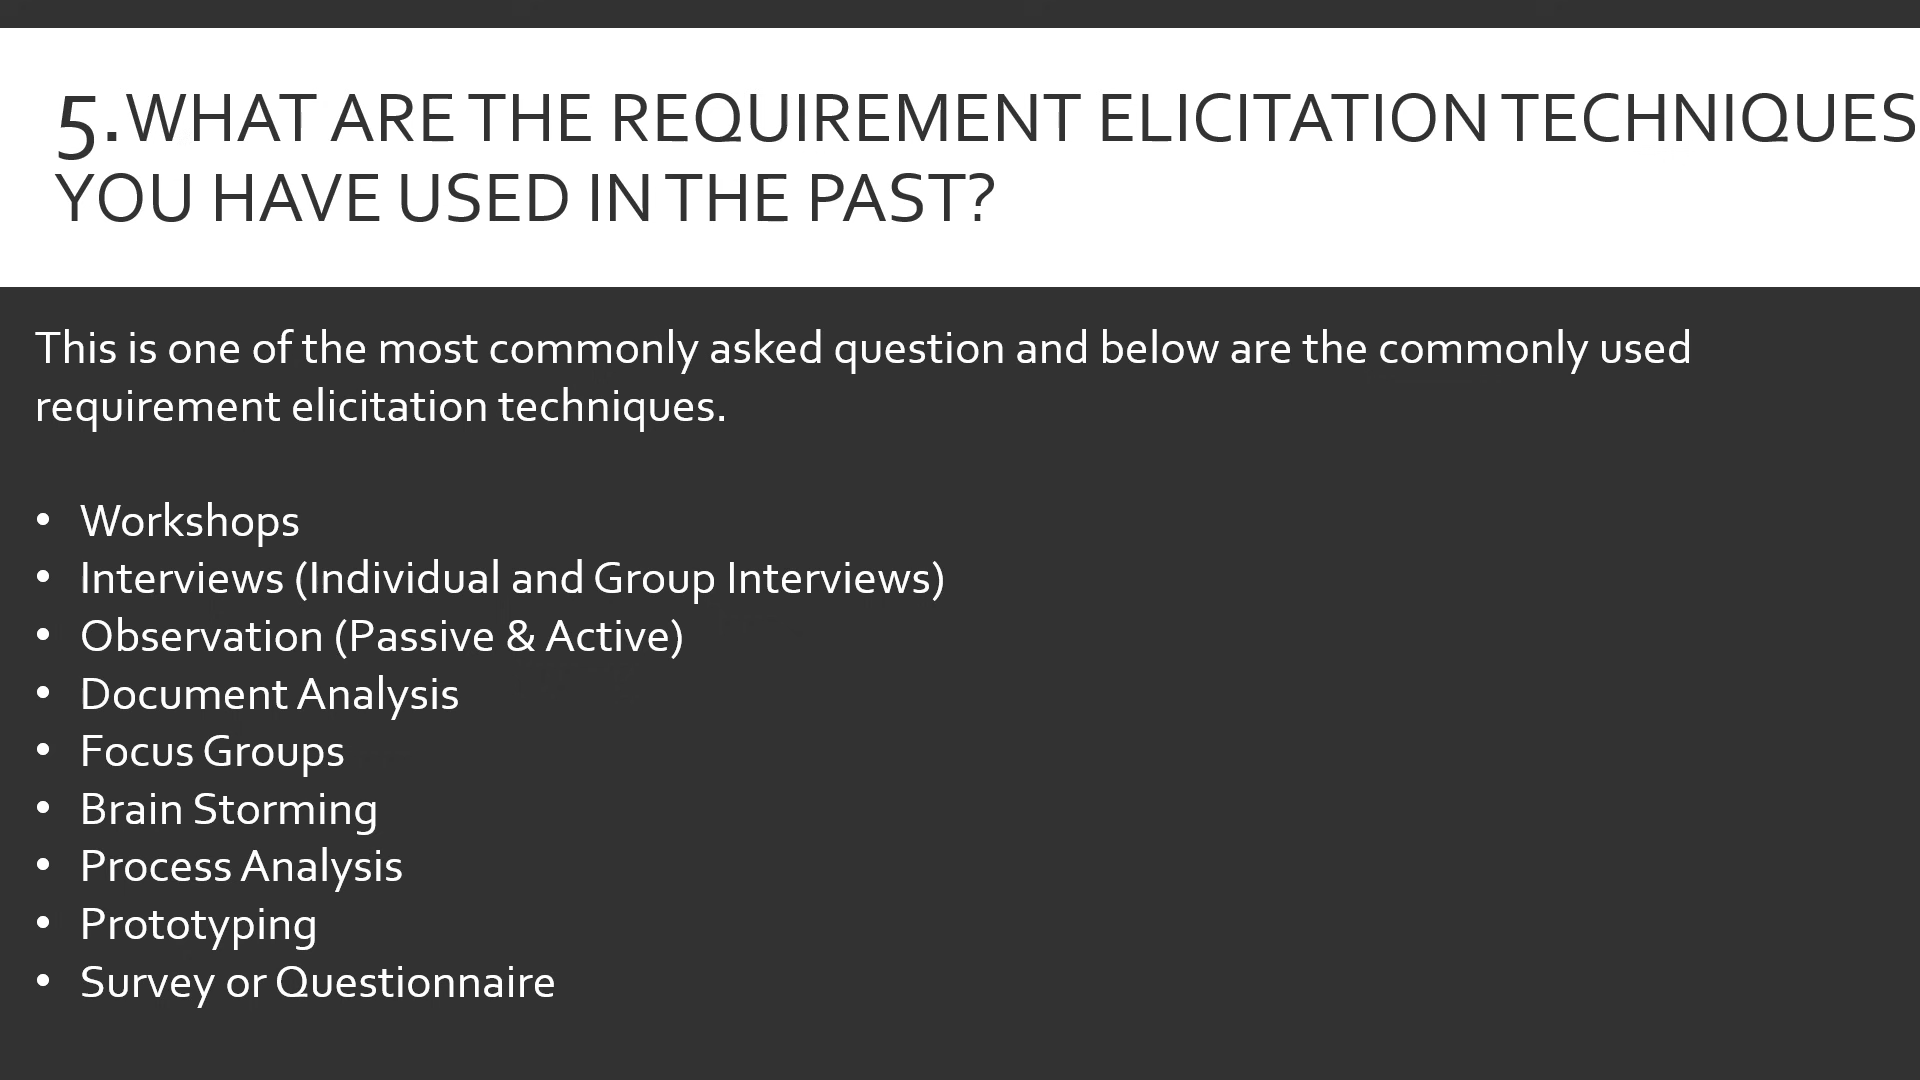 5.WHAT ARE THE REQUIREMENT ELICITATION TECHNIQUES
YOU HAVE USED IN THE PAST?
This is one of the most commonly asked question and below are the commonly used
requirement elicitation techniques.
• Workshops
• Interviews (Individual and Group Interviews)
• Observation (Passive & Active)
• Document Analysis
• Focus Groups
• Brain Storming
• Process Analysis
• Prototyping
• Survey or Questionnaire